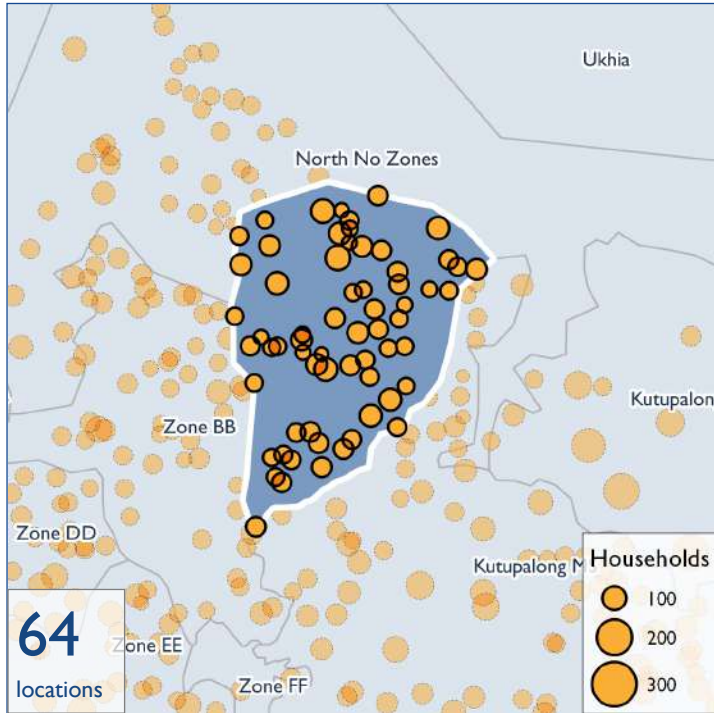 Ukhia
North No Zones
Kutupalon
Zone BB
Zone DD
Kutupalong M
Households
100
200
300
64
locations
Zone EE
Zone FF